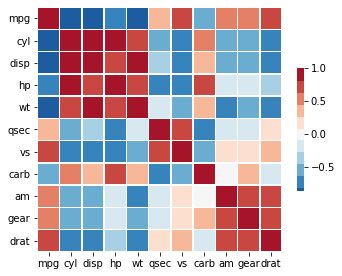 mpg
cyl
disp
hp
wt
qsec
vs
carb
am
gear
drat
mpg cyl disp hp wt qsec vs carb am gear drat
1.0
0.5
0.0
−0.5